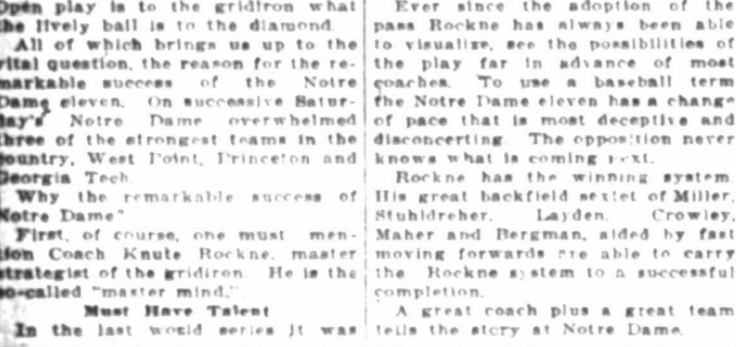 Open play is to the gridiron what
the lively ball is to the diamond.
All of which brings us up to the
vital question, the reason for the re-
markable success of the Notre
Dame eleven. On successive Satur-
day's Notre Dame overwhelmed
three of the strongest teams in the
country, West Point, Princeton and
Georgia Tech.
Why the remarkable success of
Notre Dame?
First, of course, one must men-
tion Coach Knute Rockne, master
strategist of the gridiron. He is the
so-called "master mind."
Must Have Talent
In the last world series it was
Ever since the adoption of the
pass Rockne has always been able
to visualize, see the possibilities of
the play far in advance of most
coaches. To use a baseball term
the Notre Dame eleven has a change
of pace that is most deceptive and
disconcerting. The opposition never
knows what is coming next.
Rockne has the winning system.
His great backfield sextet of Miller,
Stuhldreher, Layden, Crowley,
Maher and Bergman, aided by fast
moving forwards are able to carry
the Rockne system to a successful
completion.
A great coach plus a great team
tells the story at Notre Dame.